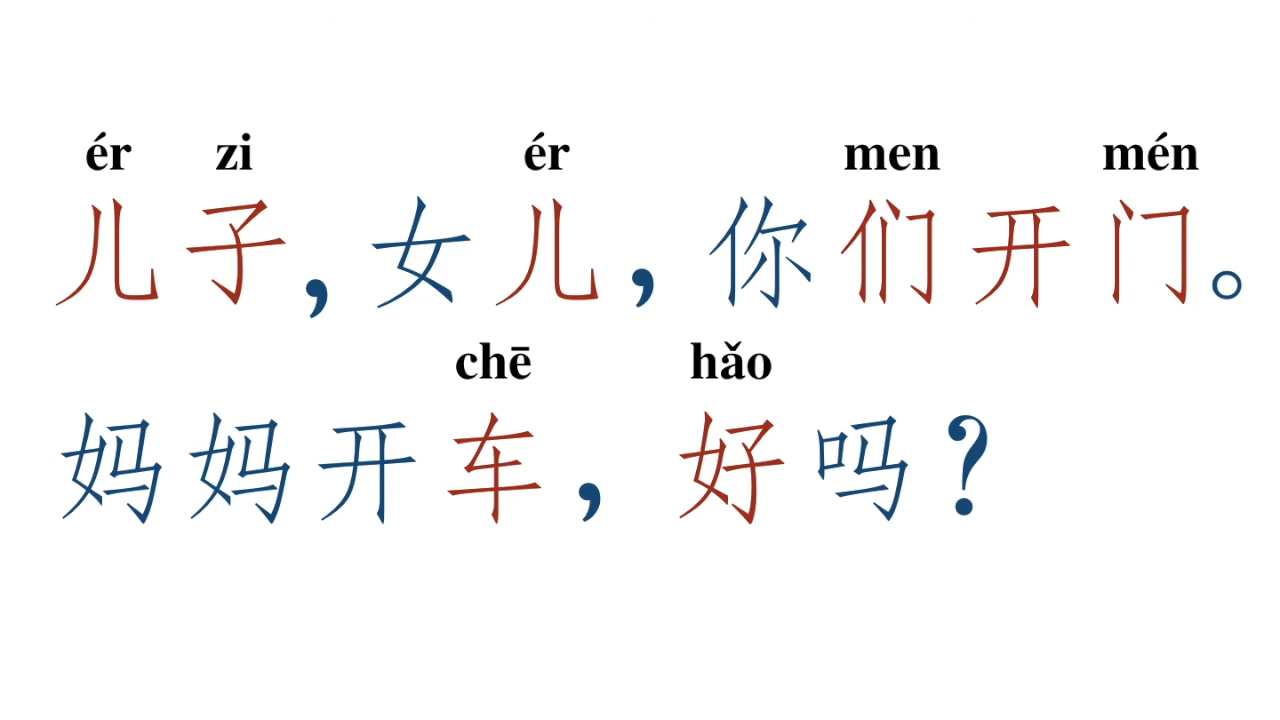 ér zi ér men mén
儿子，女儿，你们开门。
chē hǎo
妈妈开车，好吗？